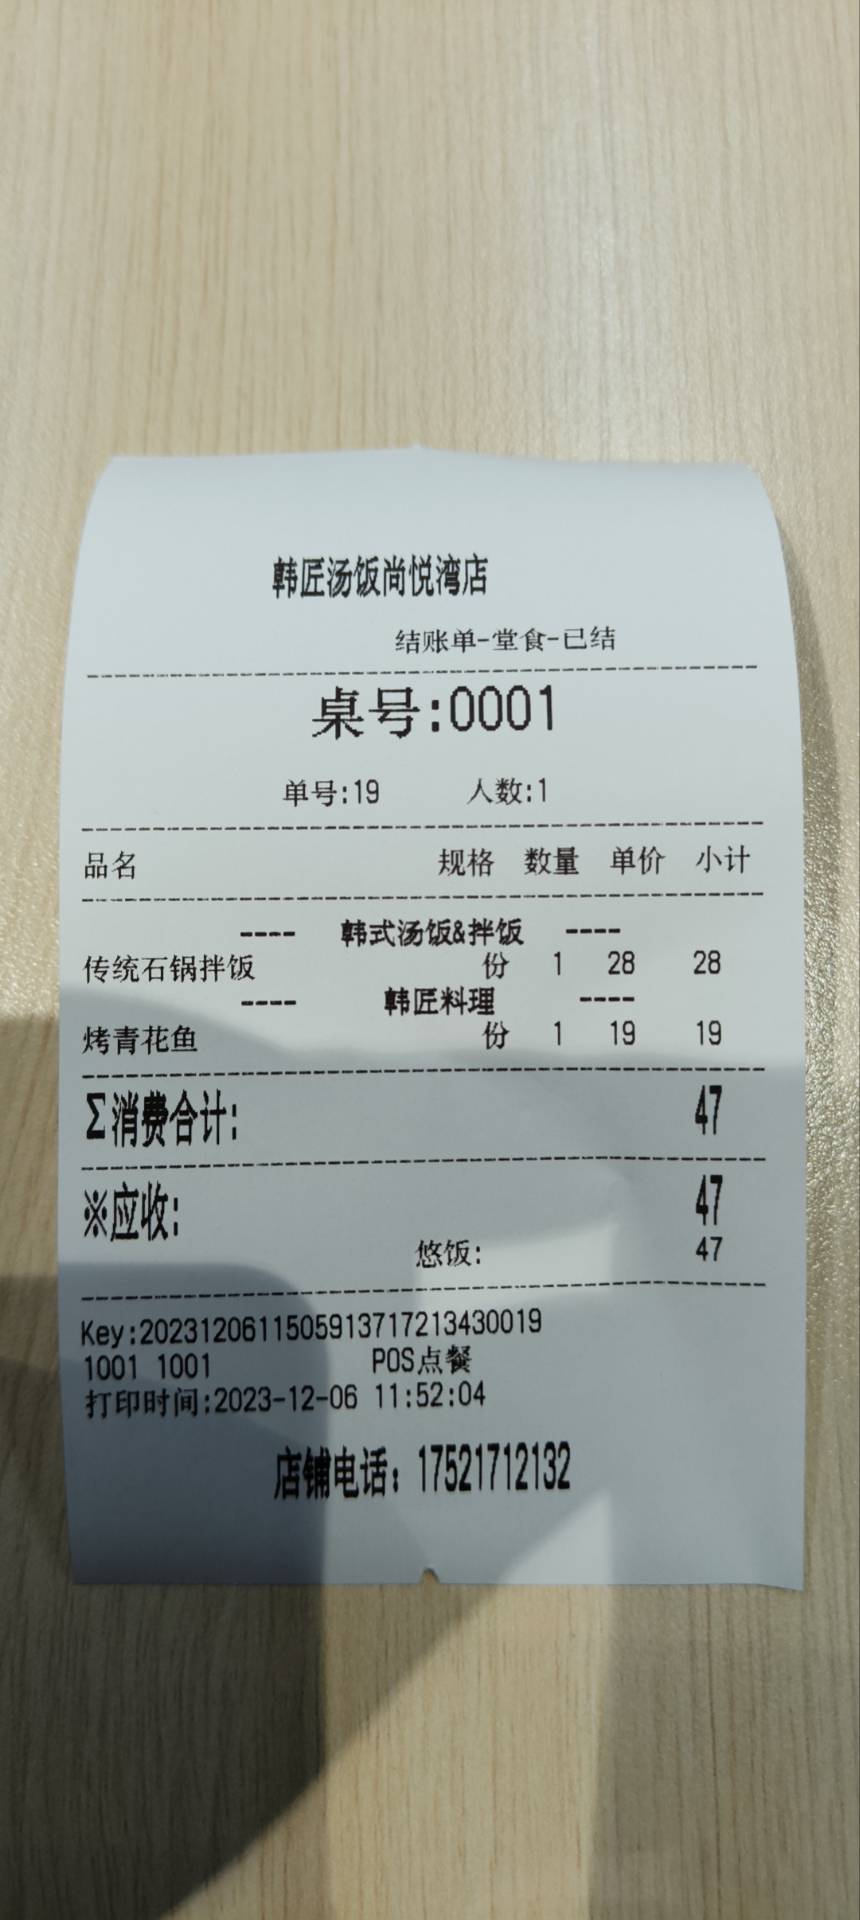 韩匠汤饭尚悦湾店
结账单-堂食-已结
桌号:0001
单号:19 人数:1
品名 规格 数量 单价 小计
---- 韩式汤饭&拌饭 ----
传统石锅拌饭 份 1 28 28
---- 韩匠料理 ----
烤青花鱼 份 1 19 19
Σ消费合计: 47
※应收: 47
悠饭: 47
Key:20231206115059137172134300​19
1001 1001 POS点餐
打印时间:2023-12-06 11:52:04
店铺电话：17521712132